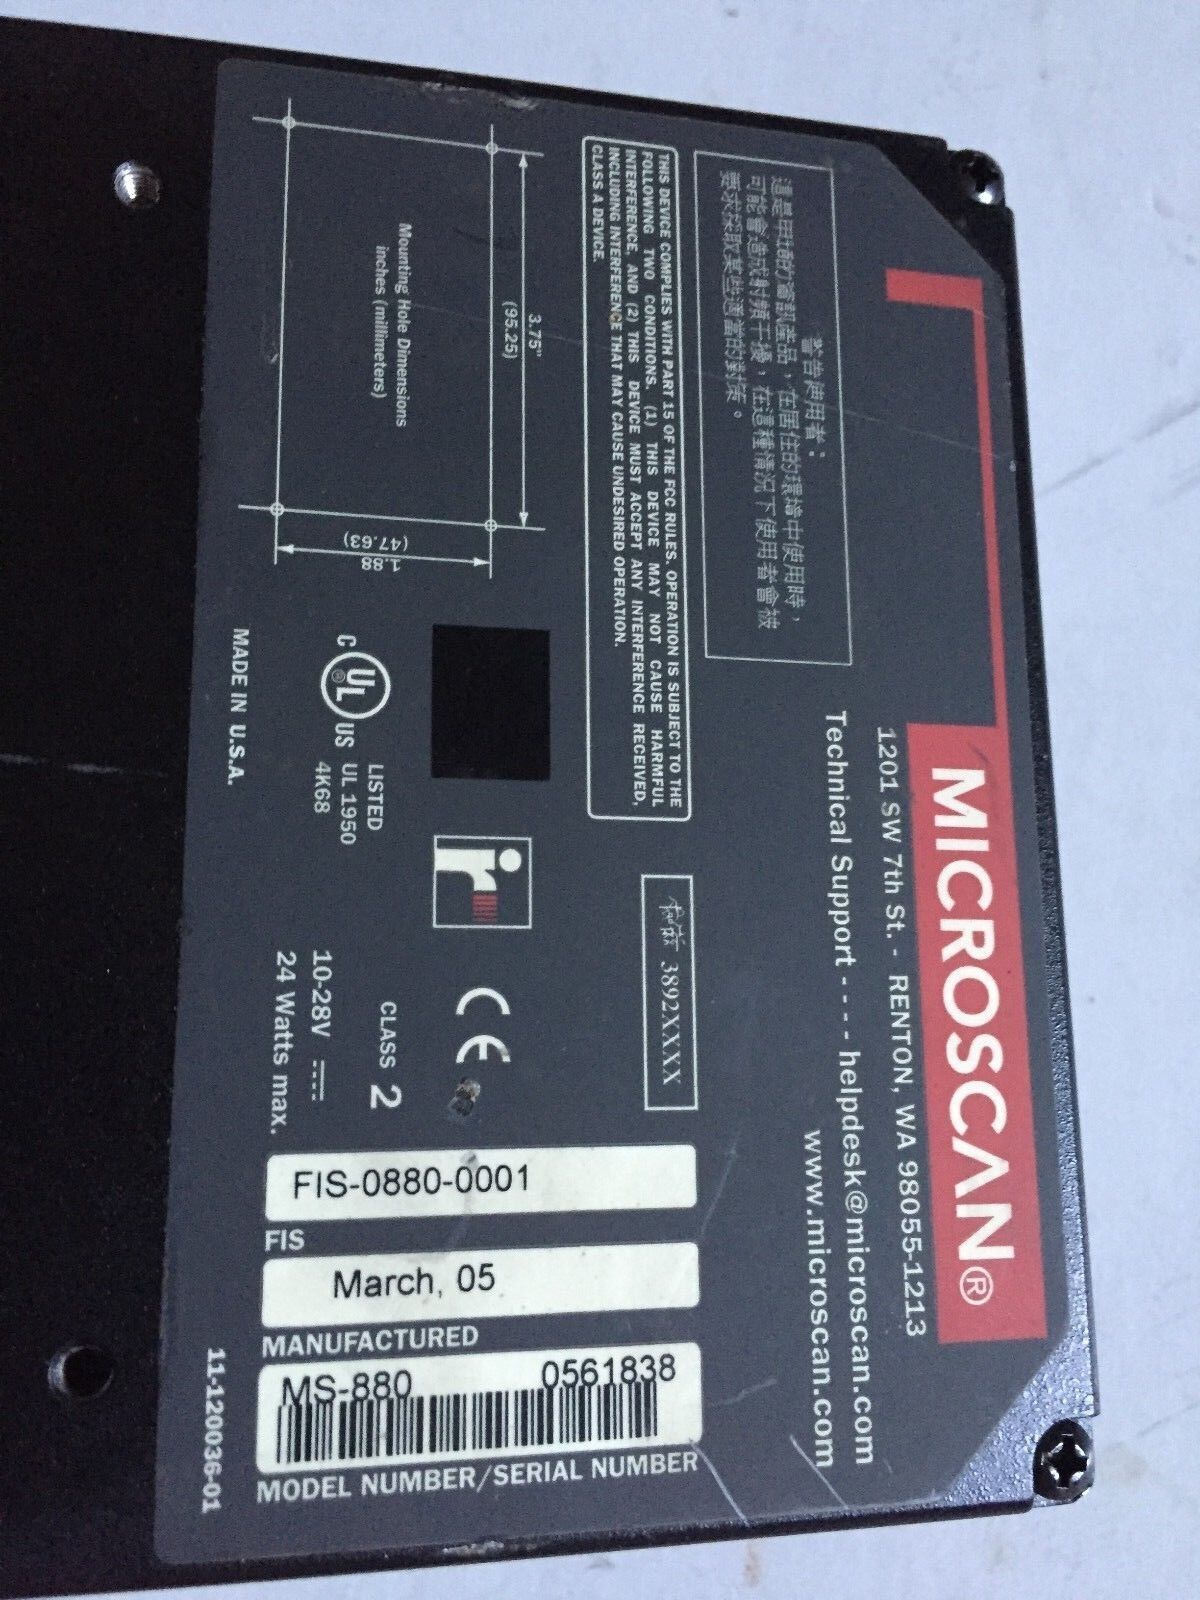 MICROSCAN®
1201 SW 7th St. - RENTON, WA 98055-1213
Technical Support - - - - helpdesk@microscan.com
www.microscan.com
警告使用者：
這是甲類的資訊產品，在居住的環境中使用時，
可能會造成射頻干擾，在這種情況下使用者會被
要求採取某些適當的對策。
THIS DEVICE COMPLIES WITH PART 15 OF THE FCC RULES. OPERATION IS SUBJECT TO THE
FOLLOWING TWO CONDITIONS. (1) THIS DEVICE MAY NOT CAUSE HARMFUL
INTERFERENCE, AND (2) THIS DEVICE MUST ACCEPT ANY INTERFERENCE RECEIVED,
INCLUDING INTERFERENCE THAT MAY CAUSE UNDESIRED OPERATION.
CLASS A DEVICE.
3892XXXX
3.75"
(95.25)
Mounting Hole Dimensions
inches (millimeters)
1.88
(47.63)
C UL® US
LISTED
UL 1950
4K68
MADE IN U.S.A.
CE
CLASS 2
10-28V
24 Watts max.
FIS-0880-0001
FIS
March, 05
MANUFACTURED
MS-880 0561838
MODEL NUMBER/SERIAL NUMBER
11-120036-01